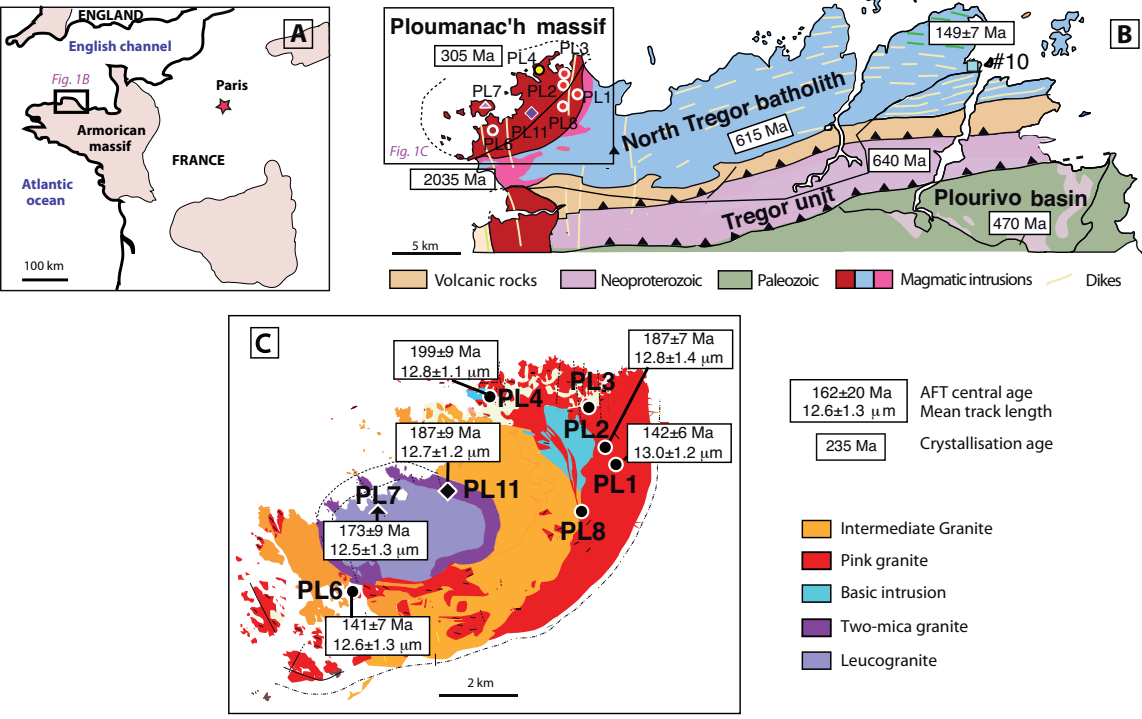 ENGLAND
A
English channel
Fig. 1B
Paris
Armorican
massif
FRANCE
Atlantic
ocean
100 km
Ploumanac'h massif
B
305 Ma
PL3
PL4
PL7
PL2
PL1
PL11
PL8
PL6
Fig. 1C
149±7 Ma
#10
North Tregor batholith
615 Ma
640 Ma
2035 Ma
Tregor unit
Plourivo basin
470 Ma
5 km
Volcanic rocks
Neoproterozoic
Paleozoic
Magmatic intrusions
Dikes
C
199±9 Ma
12.8±1.1 µm
187±7 Ma
12.8±1.4 µm
PL3
PL4
PL2
187±9 Ma
12.7±1.2 µm
142±6 Ma
13.0±1.2 µm
PL1
PL7
PL11
PL8
173±9 Ma
12.5±1.3 µm
PL6
141±7 Ma
12.6±1.3 µm
2 km
162±20 Ma
12.6±1.3 µm
AFT central age
Mean track length
235 Ma
Crystallisation age
Intermediate Granite
Pink granite
Basic intrusion
Two-mica granite
Leucogranite